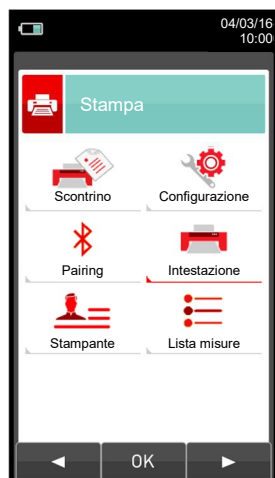 04/03/16
10:00
Stampa
Scontrino
Configurazione
Pairing
Intestazione
Stampante
Lista misure
OK